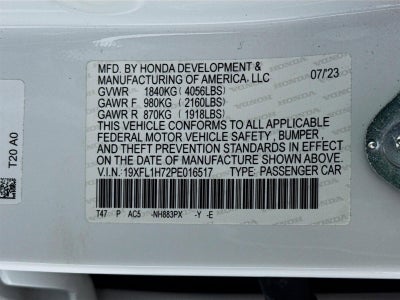 MFD. BY HONDA DEVELOPMENT &
MANUFACTURING OF AMERICA, LLC 07/23
GVWR 1840KG (4056LBS)
GAWR F 980KG (2160LBS)
GAWR R 870KG (1918LBS)
THIS VEHICLE CONFORMS TO ALL APPLICABLE
FEDERAL MOTOR VEHICLE SAFETY , BUMPER ,
AND THEFT PREVENTION STANDARDS IN EFFECT
ON THE DATE OF MANUFACTURE SHOWN ABOVE .
V.I.N: 19XFL1H72PE016517 TYPE: PASSENGER CAR
T47 P AC5 -NH883PX -Y -E
T20 A0